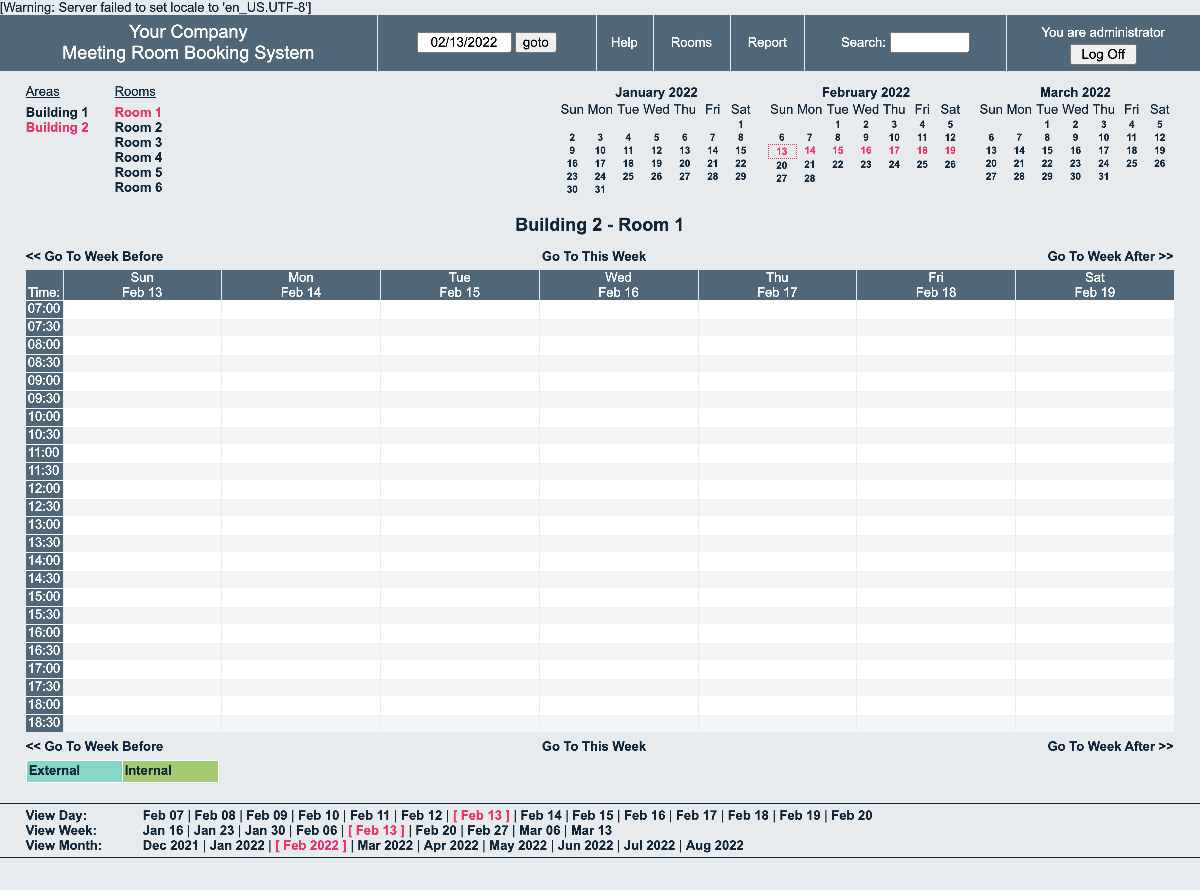 [Warning: Server failed to set locale to 'en_US.UTF-8']
Your Company
Meeting Room Booking System
02/13/2022 goto
Help
Rooms
Report
Search:
You are administrator
Log Off
Areas
Building 1
Building 2
Rooms
Room 1
Room 2
Room 3
Room 4
Room 5
Room 6
January 2022
Sun Mon Tue Wed Thu Fri Sat
1
2 3 4 5 6 7 8
9 10 11 12 13 14 15
16 17 18 19 20 21 22
23 24 25 26 27 28 29
30 31
February 2022
Sun Mon Tue Wed Thu Fri Sat
1 2 3 4 5
6 7 8 9 10 11 12
13 14 15 16 17 18 19
20 21 22 23 24 25 26
27 28
March 2022
Sun Mon Tue Wed Thu Fri Sat
1 2 3 4 5
6 7 8 9 10 11 12
13 14 15 16 17 18 19
20 21 22 23 24 25 26
27 28 29 30 31
Building 2 - Room 1
<< Go To Week Before Go To This Week Go To Week After >>
Sun Mon Tue Wed Thu Fri Sat
Time: Feb 13 Feb 14 Feb 15 Feb 16 Feb 17 Feb 18 Feb 19
07:00
07:30
08:00
08:30
09:00
09:30
10:00
10:30
11:00
11:30
12:00
12:30
13:00
13:30
14:00
14:30
15:00
15:30
16:00
16:30
17:00
17:30
18:00
18:30
<< Go To Week Before Go To This Week Go To Week After >>
External Internal
View Day: Feb 07 | Feb 08 | Feb 09 | Feb 10 | Feb 11 | Feb 12 | [ Feb 13 ] | Feb 14 | Feb 15 | Feb 16 | Feb 17 | Feb 18 | Feb 19 | Feb 20
View Week: Jan 16 | Jan 23 | Jan 30 | Feb 06 | [ Feb 13 ] | Feb 20 | Feb 27 | Mar 06 | Mar 13
View Month: Dec 2021 | Jan 2022 | [ Feb 2022 ] | Mar 2022 | Apr 2022 | May 2022 | Jun 2022 | Jul 2022 | Aug 2022